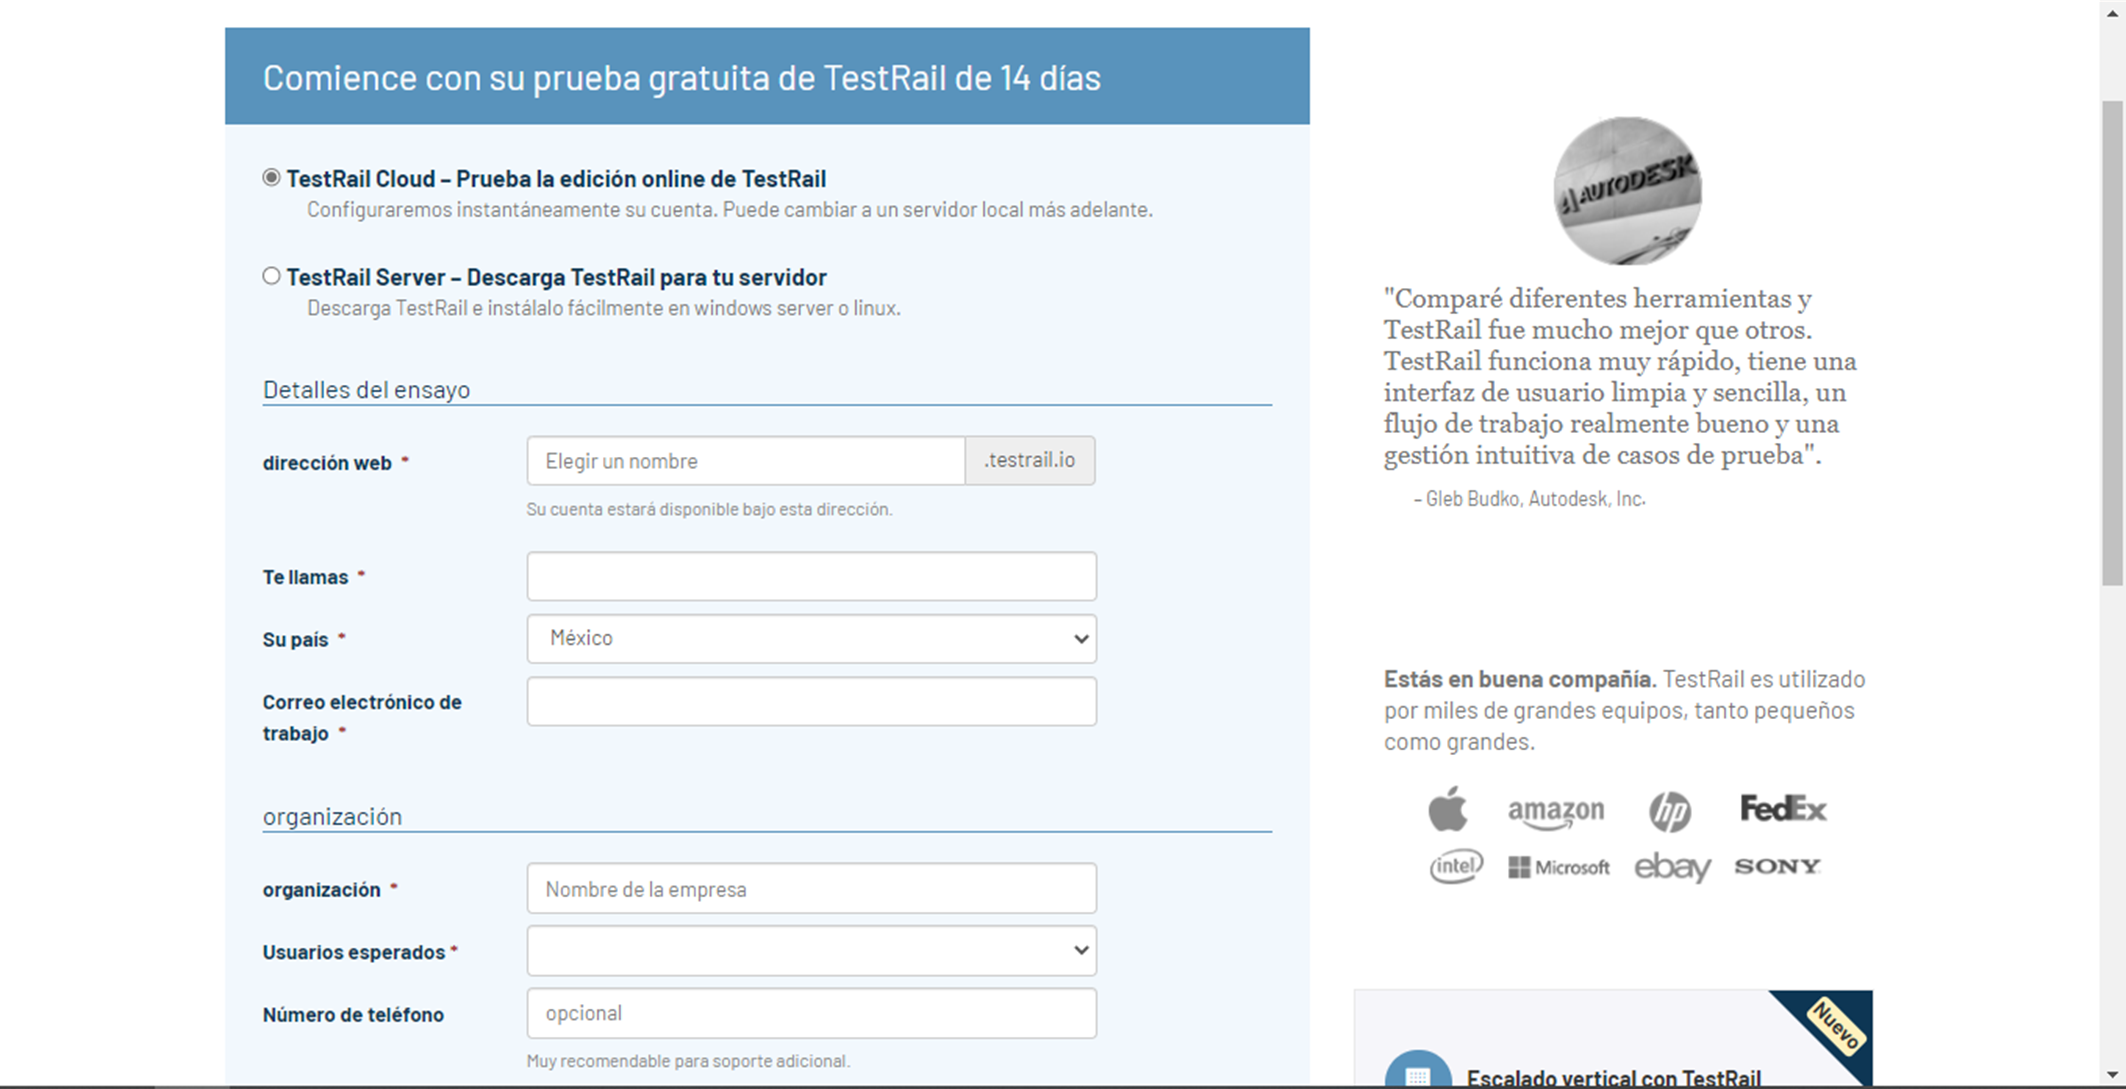 Comience con su prueba gratuita de TestRail de 14 días
TestRail Cloud – Prueba la edición online de TestRail
Configuraremos instantáneamente su cuenta. Puede cambiar a un servidor local más adelante.
TestRail Server – Descarga TestRail para tu servidor
Descarga TestRail e instálalo fácilmente en windows server o linux.
Detalles del ensayo
dirección web *
Elegir un nombre
.testrail.io
Su cuenta estará disponible bajo esta dirección.
Te llamas *
Su país *
México
Correo electrónico de
trabajo *
organización
organización *
Nombre de la empresa
Usuarios esperados *
Número de teléfono
opcional
Muy recomendable para soporte adicional.
AUTODESK
"Comparé diferentes herramientas y
TestRail fue mucho mejor que otros.
TestRail funciona muy rápido, tiene una
interfaz de usuario limpia y sencilla, un
flujo de trabajo realmente bueno y una
gestión intuitiva de casos de prueba".
– Gleb Budko, Autodesk, Inc.
Estás en buena compañía. TestRail es utilizado
por miles de grandes equipos, tanto pequeños
como grandes.
amazon
hp
FedEx
intel
Microsoft
ebay
SONY
Nuevo
Escalado vertical con TestRail